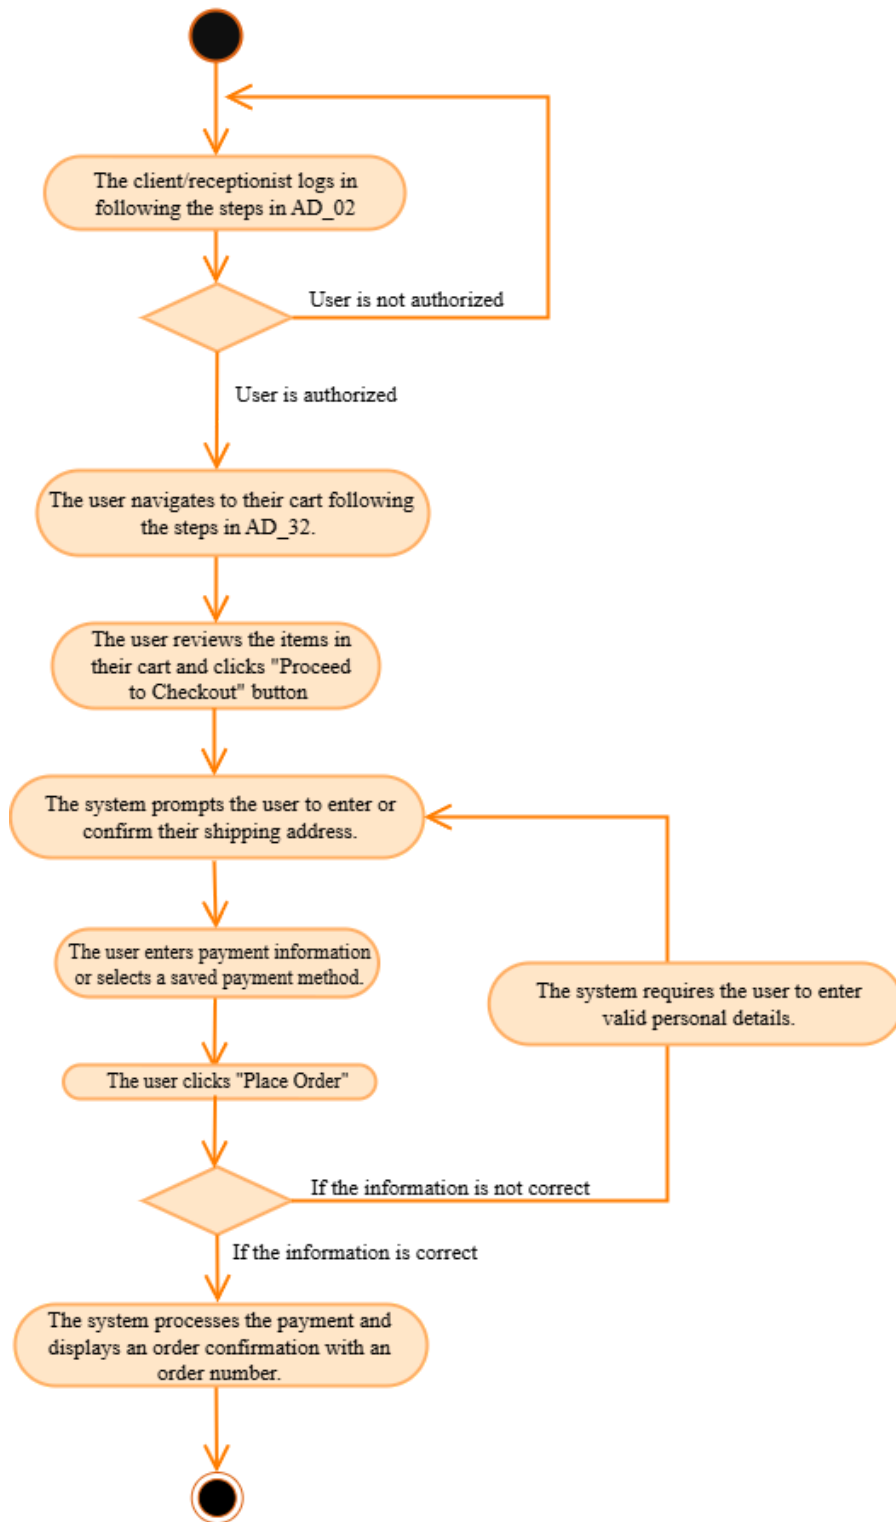 The client/receptionist logs in
following the steps in AD_02
User is not authorized
User is authorized
The user navigates to their cart following
the steps in AD_32.
The user reviews the items in
their cart and clicks "Proceed
to Checkout" button
The system prompts the user to enter or
confirm their shipping address.
The user enters payment information
or selects a saved payment method.
The system requires the user to enter
valid personal details.
The user clicks "Place Order"
If the information is not correct
If the information is correct
The system processes the payment and
displays an order confirmation with an
order number.